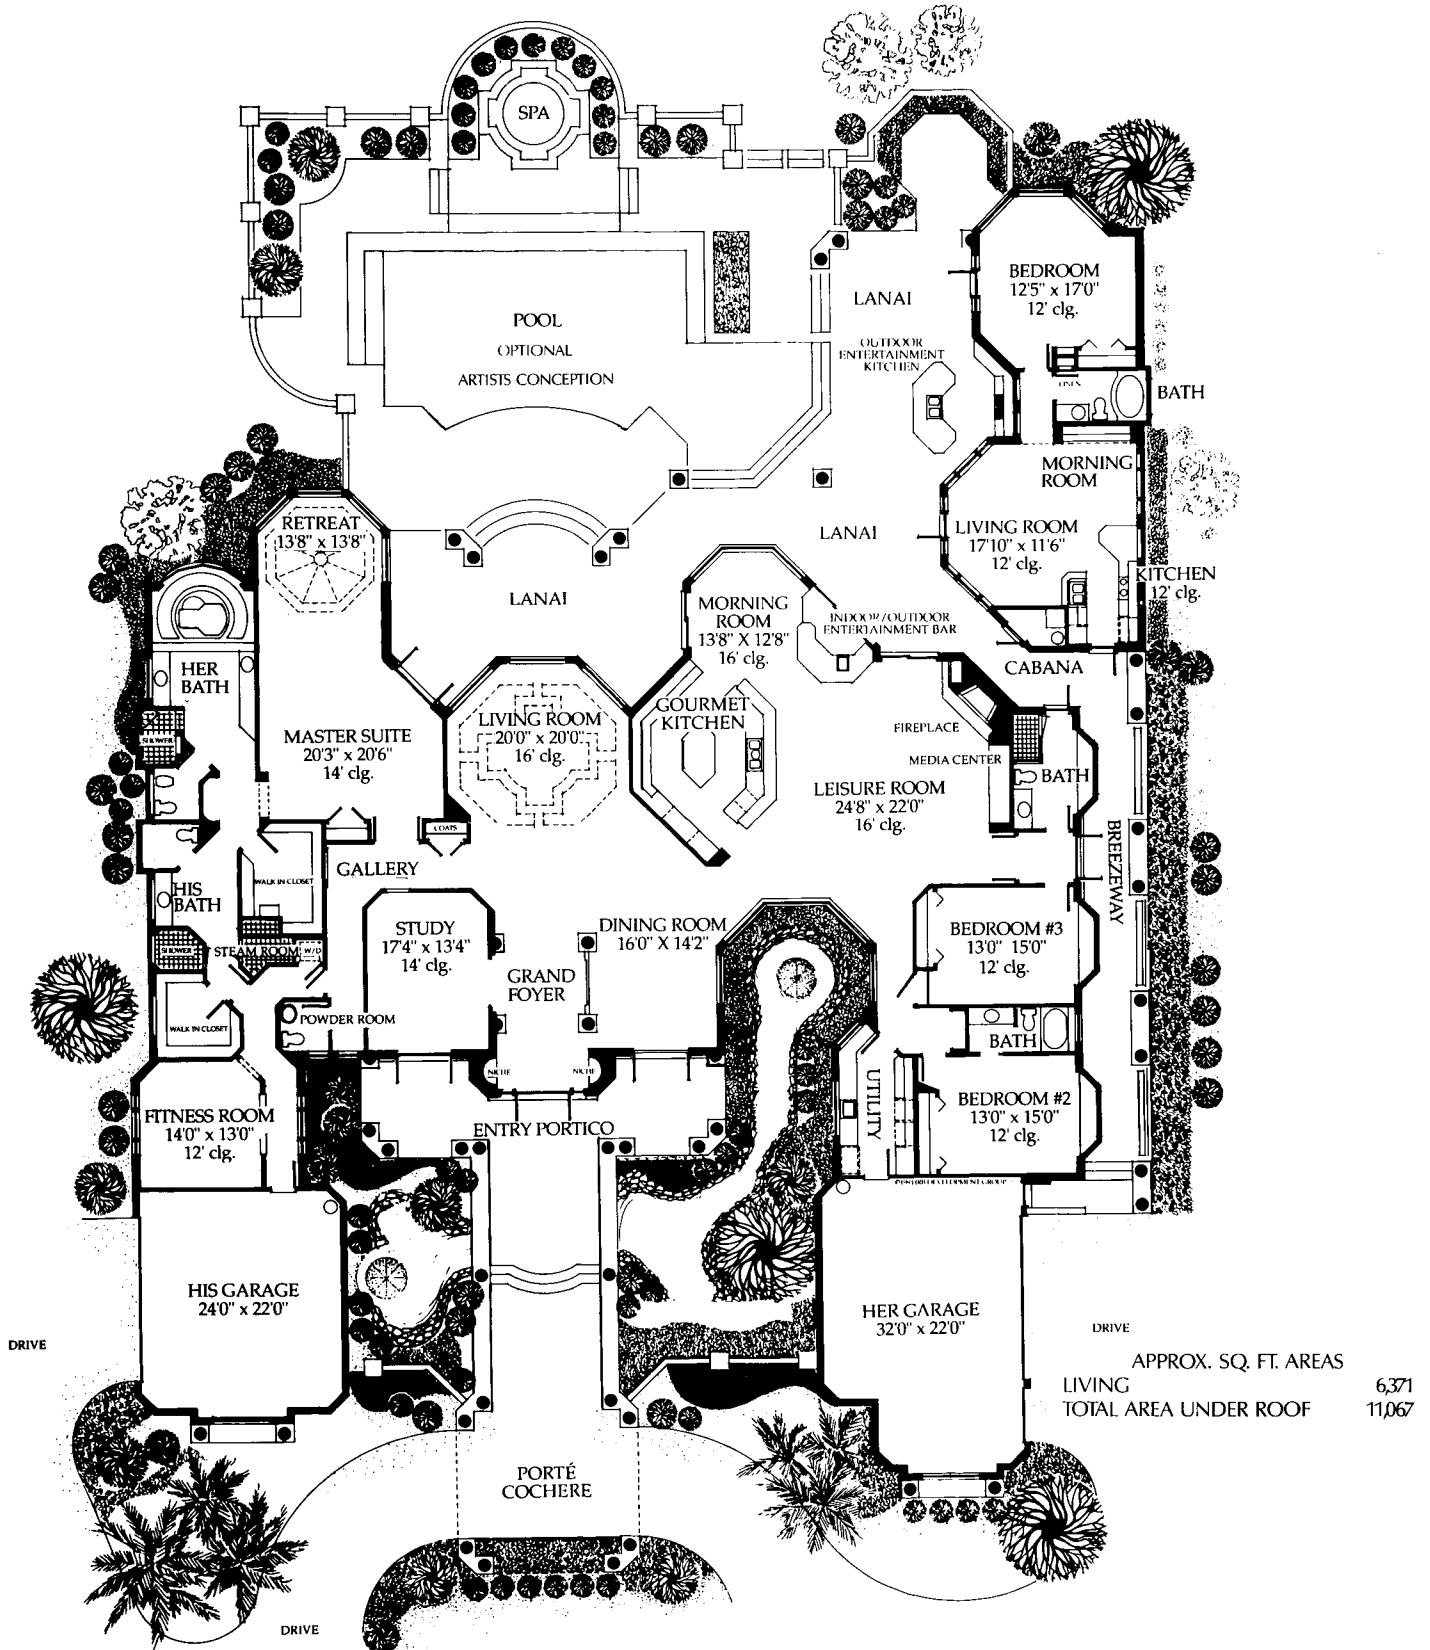 SPA
LANAI
BEDROOM
12'5" x 17'0"
12' clg.
POOL
OPTIONAL
ARTISTS CONCEPTION
OUTDOOR
ENTERTAINMENT
KITCHEN
BATH
MORNING
ROOM
RETREAT
13'8" x 13'8"
LIVING ROOM
17'10" x 11'6"
12' clg.
LANAI
KITCHEN
12' clg.
LANAI
MORNING
ROOM
13'8" X 12'8"
16' clg.
INDOOR/OUTDOOR
ENTERTAINMENT BAR
CABANA
HER
BATH
SHOWER
MASTER SUITE
20'3" x 20'6"
14' clg.
LIVING ROOM
20'0" x 20'0"
16' clg.
GOURMET
KITCHEN
FIREPLACE
MEDIA CENTER
LEISURE ROOM
24'8" x 22'0"
16' clg.
BATH
BREEZEWAY
COATS
GALLERY
WALK IN CLOSET
HIS
BATH
SHOWER
STEAM ROOM
W/D
STUDY
17'4" x 13'4"
14' clg.
DINING ROOM
16'0" X 14'2"
GRAND
FOYER
BEDROOM #3
13'0" 15'0"
12' clg.
WALK IN CLOSET
POWDER ROOM
BATH
NICHE
NICHE
UTILITY
BEDROOM #2
13'0" x 15'0"
12' clg.
FITNESS ROOM
14'0" x 13'0"
12' clg.
ENTRY PORTICO
DEVELOPMENT GROUP
HIS GARAGE
24'0" x 22'0"
HER GARAGE
32'0" x 22'0"
DRIVE
DRIVE
APPROX. SQ. FT. AREAS
LIVING 6,371
TOTAL AREA UNDER ROOF 11,067
PORTÉ
COCHERE
DRIVE